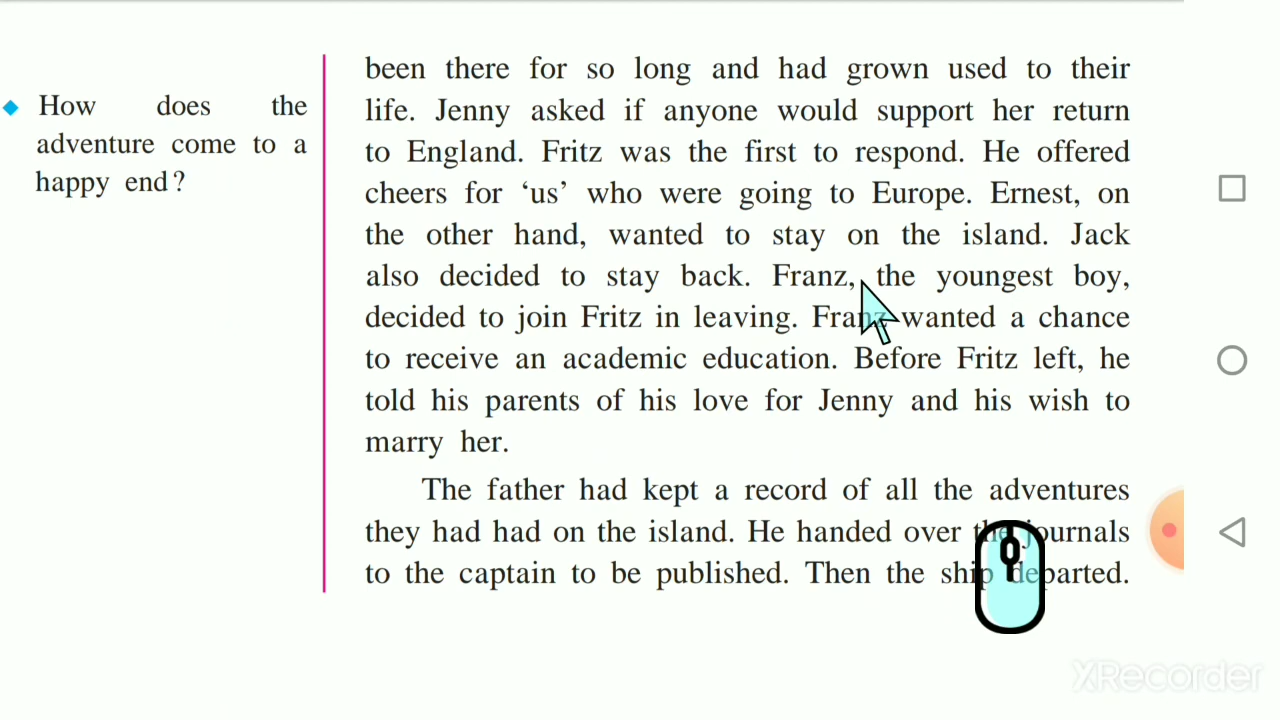 How does the
adventure come to a
happy end?
been there for so long and had grown used to their
life. Jenny asked if anyone would support her return
to England. Fritz was the first to respond. He offered
cheers for ‘us’ who were going to Europe. Ernest, on
the other hand, wanted to stay on the island. Jack
also decided to stay back. Franz, the youngest boy,
decided to join Fritz in leaving. Franz wanted a chance
to receive an academic education. Before Fritz left, he
told his parents of his love for Jenny and his wish to
marry her.
The father had kept a record of all the adventures
they had had on the island. He handed over the journals
to the captain to be published. Then the ship departed.
XRecorder